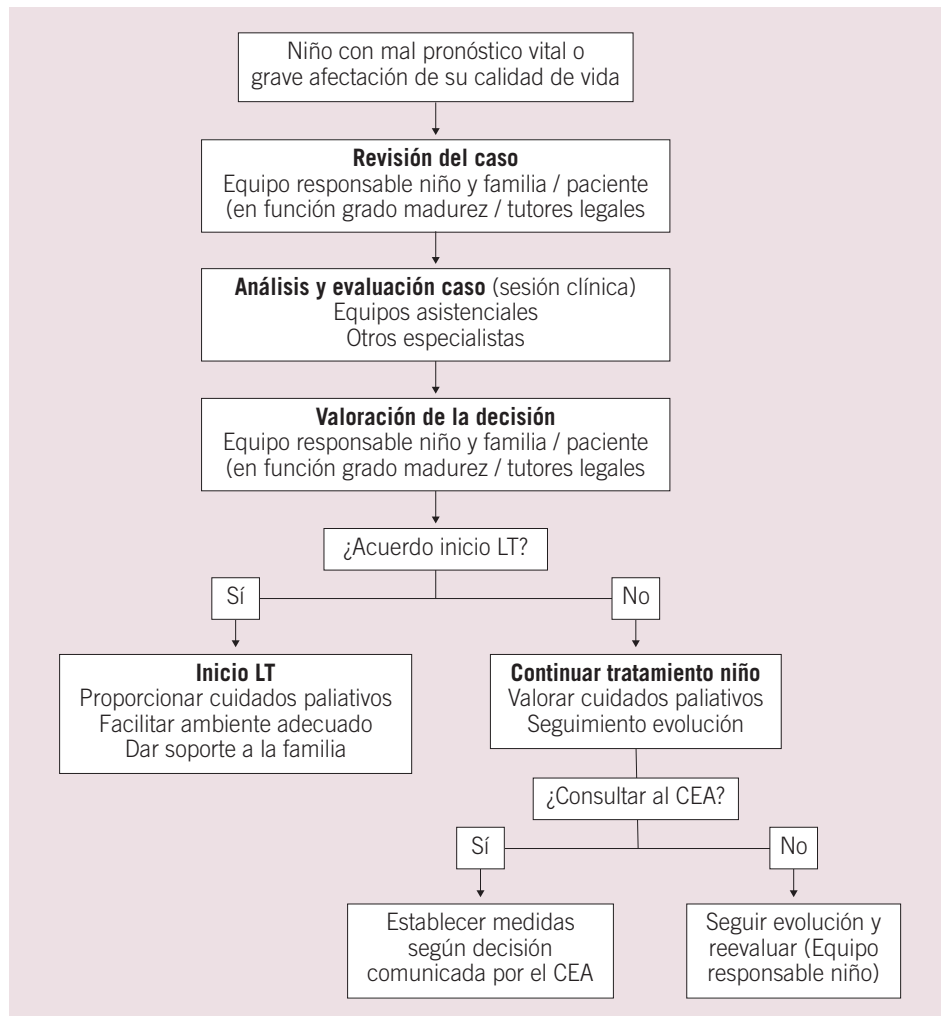 Niño con mal pronóstico vital o
grave afectación de su calidad de vida
Revisión del caso
Equipo responsable niño y familia / paciente
(en función grado madurez / tutores legales
Análisis y evaluación caso (sesión clínica)
Equipos asistenciales
Otros especialistas
Valoración de la decisión
Equipo responsable niño y familia / paciente
(en función grado madurez / tutores legales
¿Acuerdo inicio LT?
Sí
No
Inicio LT
Proporcionar cuidados paliativos
Facilitar ambiente adecuado
Dar soporte a la familia
Continuar tratamiento niño
Valorar cuidados paliativos
Seguimiento evolución
¿Consultar al CEA?
Sí
No
Establecer medidas
según decisión
comunicada por el CEA
Seguir evolución y
reevaluar (Equipo
responsable niño)